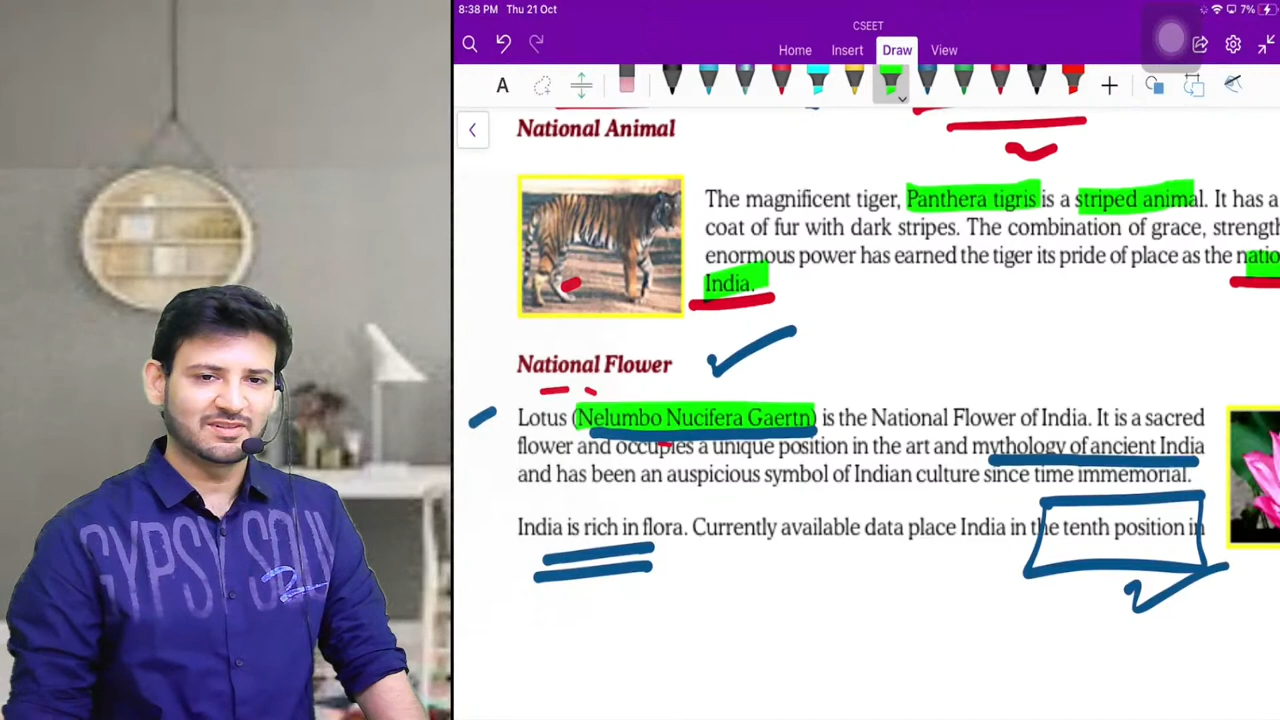 8:38 PM Thu 21 Oct
7%
CSEET
Home Insert Draw View
A
National Animal
The magnificent tiger, Panthera tigris is a striped animal. It has a
coat of fur with dark stripes. The combination of grace, strength
enormous power has earned the tiger its pride of place as the natio
India.
National Flower
Lotus (Nelumbo Nucifera Gaertn) is the National Flower of India. It is a sacred
flower and occupies a unique position in the art and mythology of ancient India
and has been an auspicious symbol of Indian culture since time immemorial.
India is rich in flora. Currently available data place India in the tenth position in
GYPSY SOUL